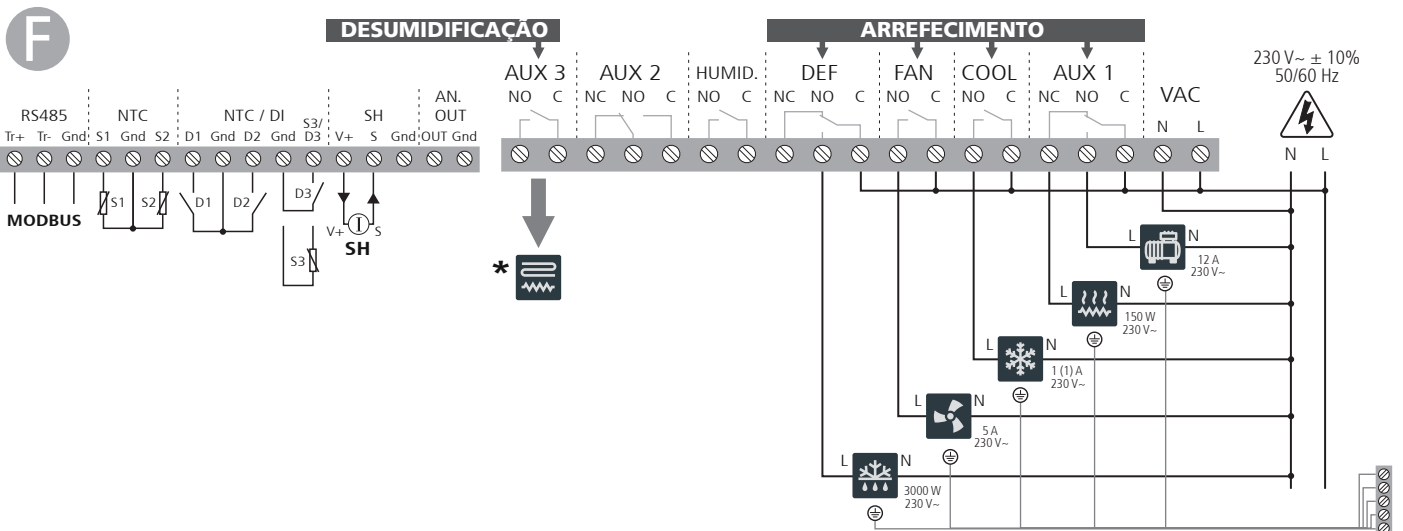 F
DESUMIDIFICAÇÃO
ARREFECIMENTO
230 V~ ± 10%
50/60 Hz
AUX 3 AUX 2 HUMID. DEF FAN COOL AUX 1 VAC
NO C NC NO C NO C NC NO C NO C NO C NC NO C N L
RS485 NTC NTC / DI SH AN. OUT
Tr+ Tr- Gnd S1 Gnd S2 D1 Gnd D2 Gnd S3/D3 V+ S Gnd OUT Gnd
N L
MODBUS
S1 S2 D1 D2 D3
V+ S
SH
S3
*
L N
12 A
230 V~
L N
150 W
230 V~
L N
1 (1) A
230 V~
L N
5 A
230 V~
L N
3000 W
230 V~